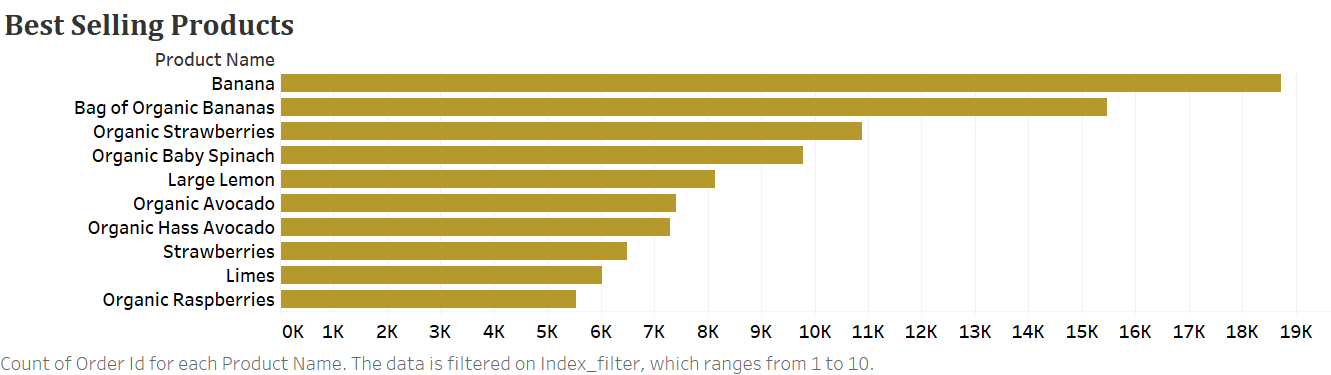 Best Selling Products
Product Name
Banana
Bag of Organic Bananas
Organic Strawberries
Organic Baby Spinach
Large Lemon
Organic Avocado
Organic Hass Avocado
Strawberries
Limes
Organic Raspberries
0K 1K 2K 3K 4K 5K 6K 7K 8K 9K 10K 11K 12K 13K 14K 15K 16K 17K 18K 19K
Count of Order Id for each Product Name. The data is filtered on Index_filter, which ranges from 1 to 10.